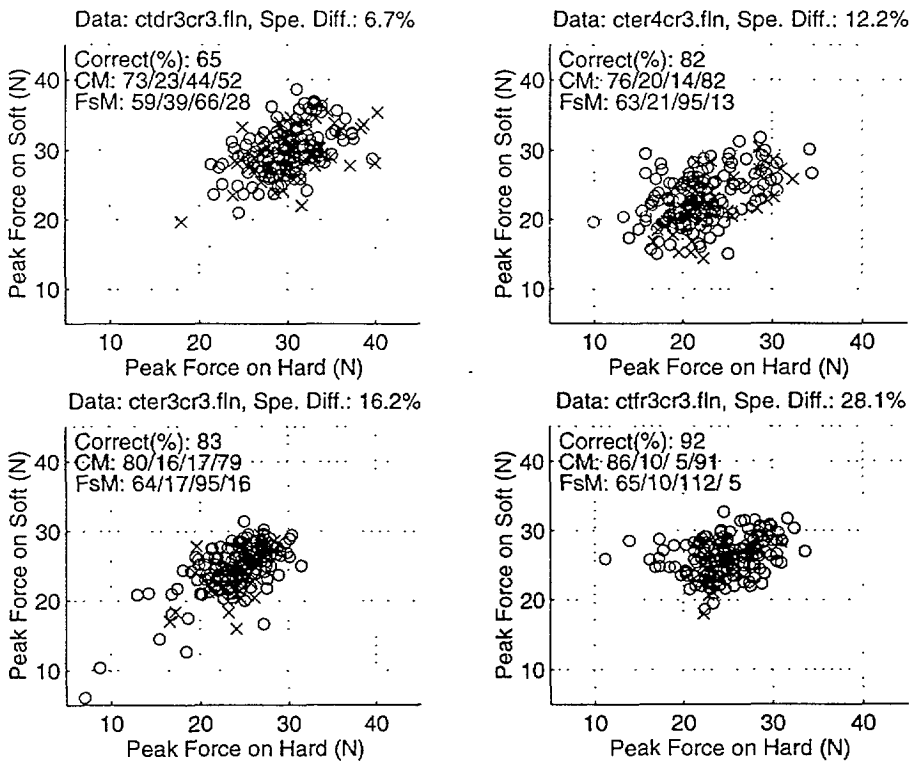 Data: ctdr3cr3.fln, Spe. Diff.: 6.7%
Correct(%): 65
CM: 73/23/44/52
FsM: 59/39/66/28
Peak Force on Soft (N)
40
30
20
10
10 20 30 40
Peak Force on Hard (N)
Data: cter4cr3.fln, Spe. Diff.: 12.2%
Correct(%): 82
CM: 76/20/14/82
FsM: 63/21/95/13
Peak Force on Soft (N)
40
30
20
10
10 20 30 40
Peak Force on Hard (N)
Data: cter3cr3.fln, Spe. Diff.: 16.2%
Correct(%): 83
CM: 80/16/17/79
FsM: 64/17/95/16
Peak Force on Soft (N)
40
30
20
10
10 20 30 40
Peak Force on Hard (N)
Data: ctfr3cr3.fln, Spe. Diff.: 28.1%
Correct(%): 92
CM: 86/10/ 5/91
FsM: 65/10/112/ 5
Peak Force on Soft (N)
40
30
20
10
10 20 30 40
Peak Force on Hard (N)